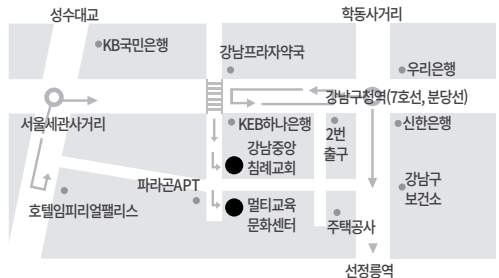 성수대교
학동사거리
KB국민은행
강남프라자약국
우리은행
강남구청역(7호선, 분당선)
서울세관사거리
KEB하나은행
2번
출구
신한은행
강남중앙
침례교회
파라곤APT
강남구
보건소
호텔임피리얼팰리스
멀티교육
문화센터
주택공사
선정릉역